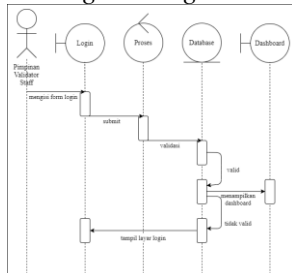 Login
Proses
Database
Dashboard
Pimpinan
Validator
Staff
mengisi form login
submit
validasi
valid
menampilkan
dashboard
tidak valid
tampil layar login